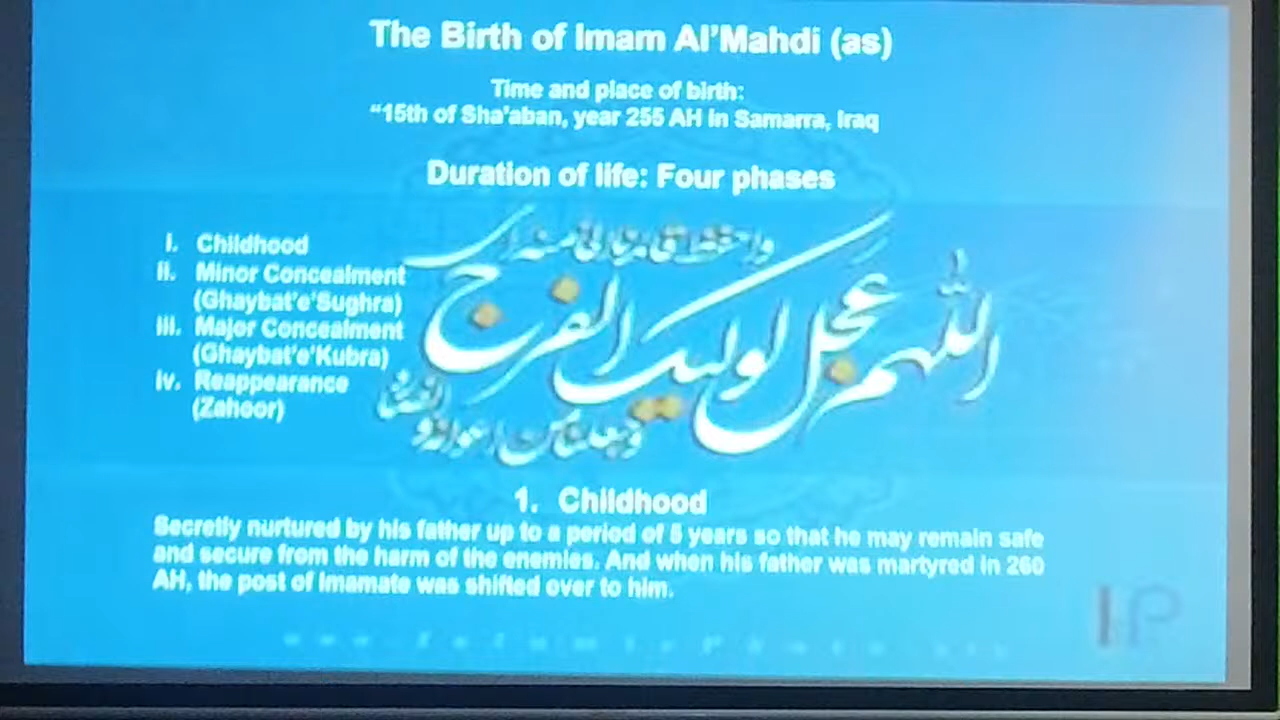 The Birth of Imam Al'Mahdi (as)
Time and place of birth:
“15th of Sha'aban, year 255 AH in Samarra, Iraq
Duration of life: Four phases
i. Childhood
ii. Minor Concealment
(Ghaybat'e'Sughra)
iii. Major Concealment
(Ghaybat'e'Kubra)
iv. Reappearance
(Zahoor)
اللهم عجل لوليك الفرج
1. Childhood
Secretly nurtured by his father up to a period of 5 years so that he may remain safe
and secure from the harm of the enemies. And when his father was martyred in 260
AH, the post of Imamate was shifted over to him.
IP